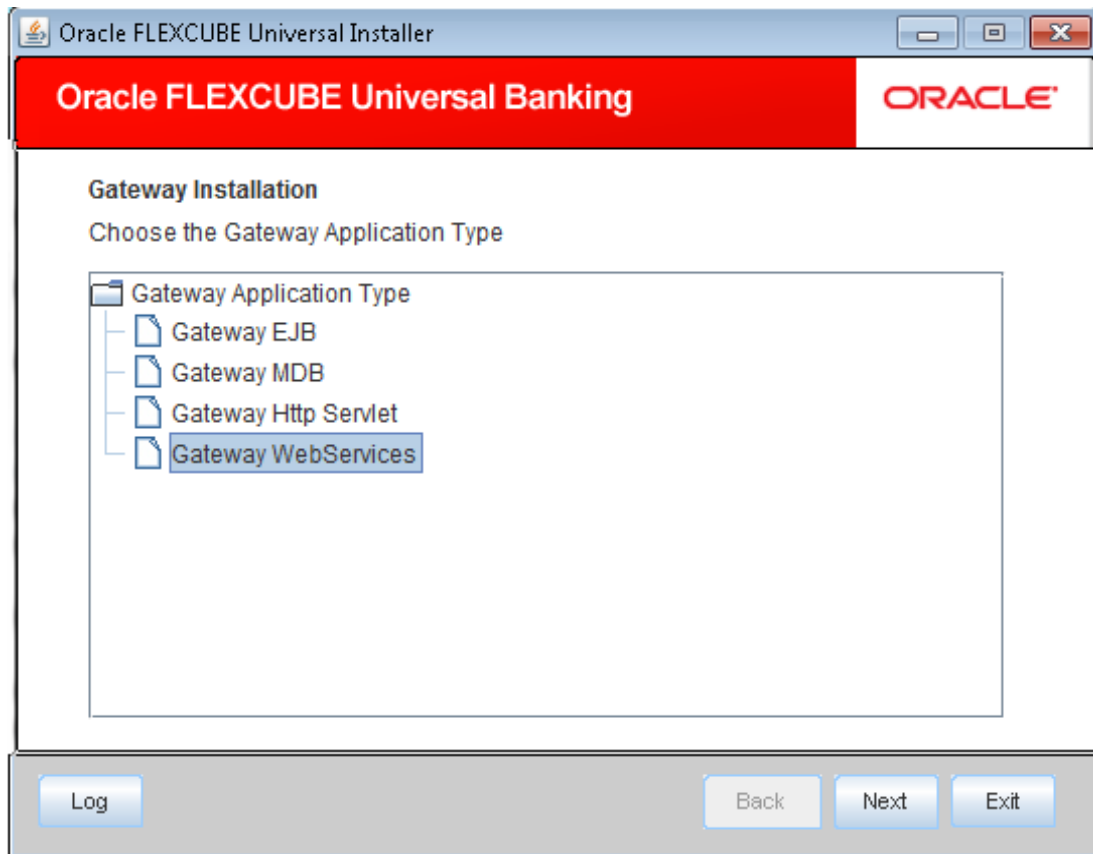 Oracle FLEXCUBE Universal Installer
Oracle FLEXCUBE Universal Banking
ORACLE
Gateway Installation
Choose the Gateway Application Type
Gateway Application Type
Gateway EJB
Gateway MDB
Gateway Http Servlet
Gateway WebServices
Log Back Next Exit